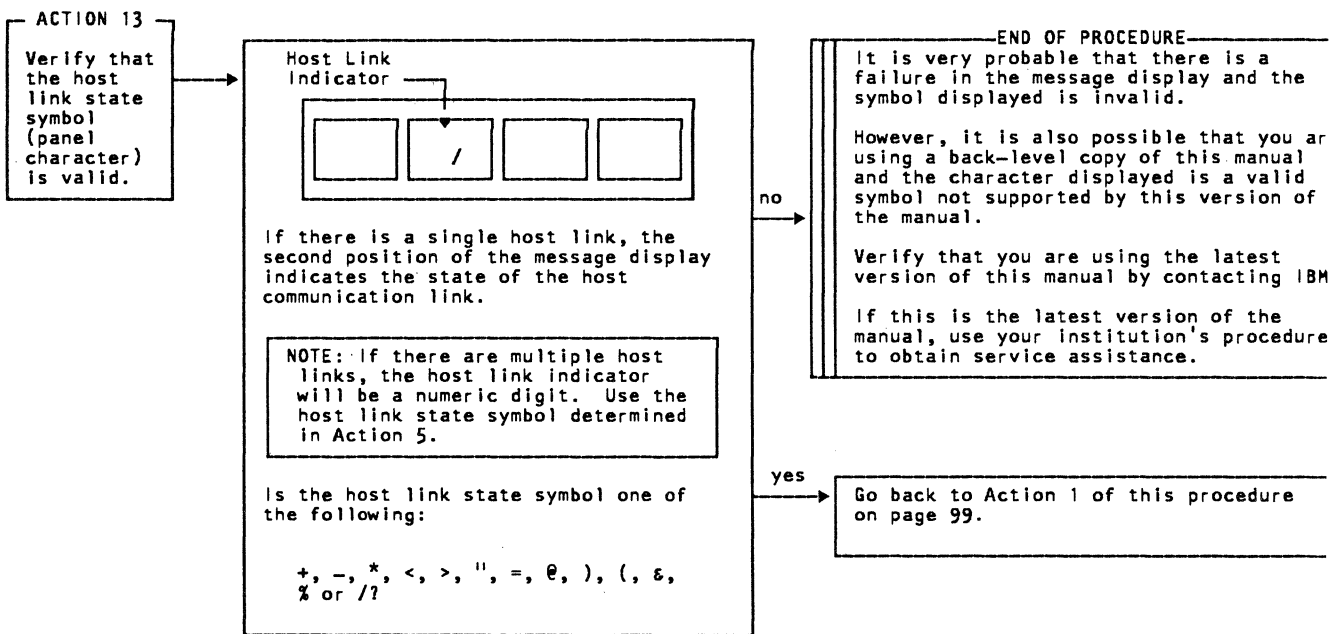 ACTION 13
Verify that
the host
link state
symbol
(panel
character)
is valid.
Host Link
Indicator
/
If there is a single host link, the
second position of the message display
indicates the state of the host
communication link.
NOTE: If there are multiple host
links, the host link indicator
will be a numeric digit. Use the
host link state symbol determined
in Action 5.
Is the host link state symbol one of
the following:
+, -, *, <, >, ", =, @, ), (, &,
% or /?
no
END OF PROCEDURE
It is very probable that there is a
failure in the message display and the
symbol displayed is invalid.
However, it is also possible that you ar
using a back-level copy of this manual
and the character displayed is a valid
symbol not supported by this version of
the manual.
Verify that you are using the latest
version of this manual by contacting IBM
If this is the latest version of the
manual, use your institution's procedure
to obtain service assistance.
yes
Go back to Action 1 of this procedure
on page 99.